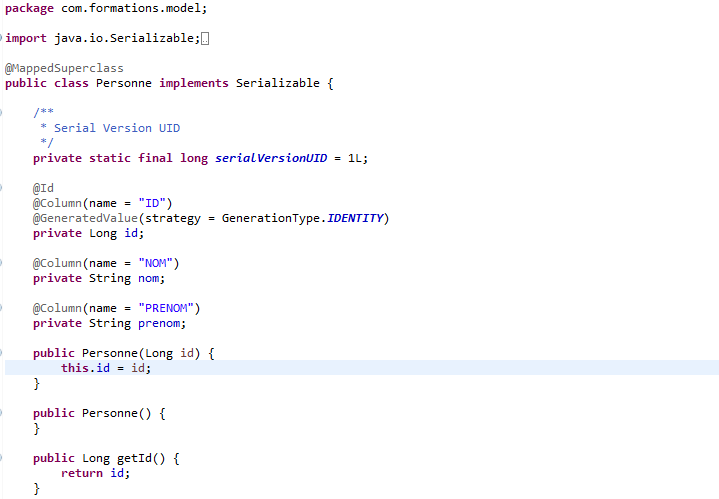 package com.formations.model;
import java.io.Serializable;
@MappedSuperclass
public class Personne implements Serializable {
/**
* Serial Version UID
*/
private static final long serialVersionUID = 1L;
@Id
@Column(name = "ID")
@GeneratedValue(strategy = GenerationType.IDENTITY)
private Long id;
@Column(name = "NOM")
private String nom;
@Column(name = "PRENOM")
private String prenom;
public Personne(Long id) {
this.id = id;
}
public Personne() {
}
public Long getId() {
return id;
}